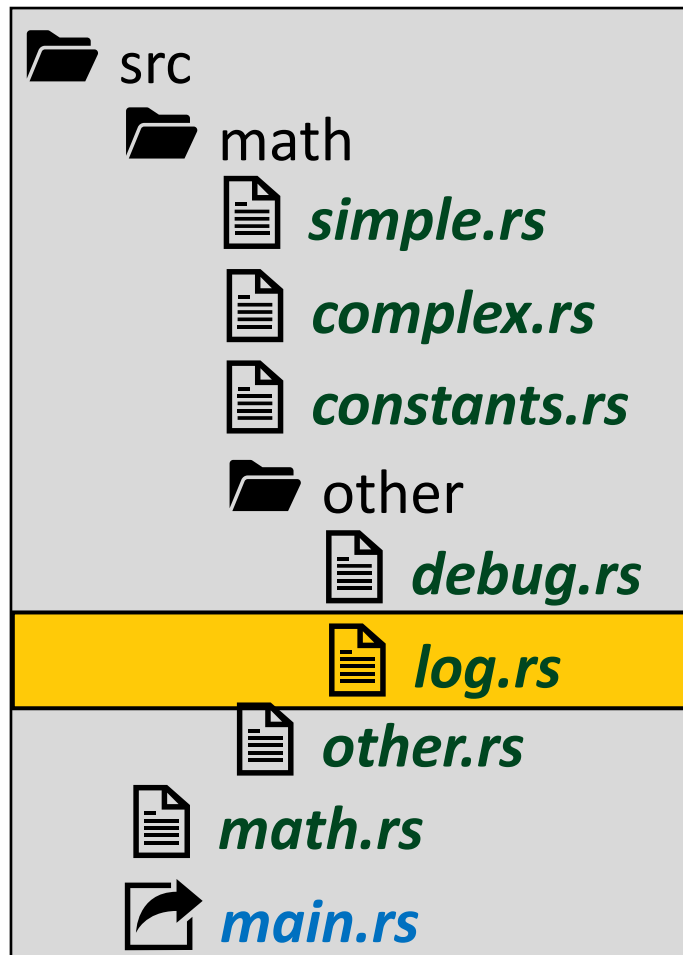 src
math
simple.rs
complex.rs
constants.rs
other
debug.rs
log.rs
other.rs
math.rs
main.rs